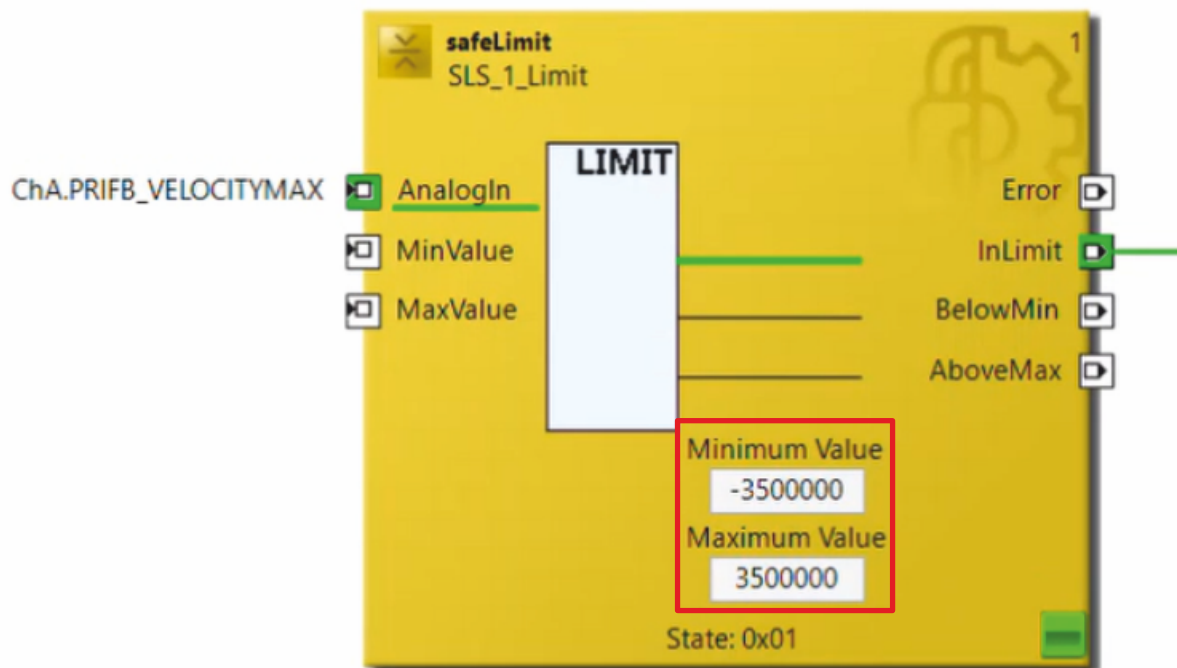 safeLimit
1
SLS_1_Limit
LIMIT
ChA.PRIFB_VELOCITYMAX
AnalogIn
Error
MinValue
InLimit
MaxValue
BelowMin
AboveMax
Minimum Value
-3500000
Maximum Value
3500000
State: 0x01